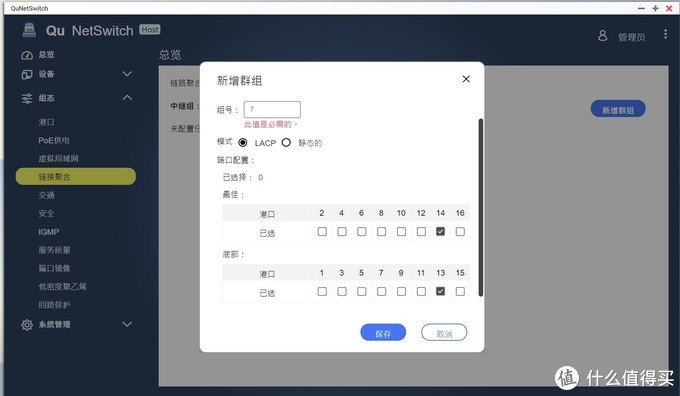 QuNetSwitch
Qu NetSwitch Host
管理员
总览
设备
组态
港口
PoE供电
虚拟局域网
链接聚合
交通
安全
IGMP
服务质量
端口镜像
低密度聚乙烯
回路保护
系统管理
总览
链路聚合
中继组：
新增群组
未配置任
新增群组
组号： 7
此值是必需的。
模式 LACP 静态的
端口配置：
已选择： 0
最佳：
港口 2 4 6 8 10 12 14 16
已选
底部：
港口 1 3 5 7 9 11 13 15
已选
保存 取消
值 什么值得买